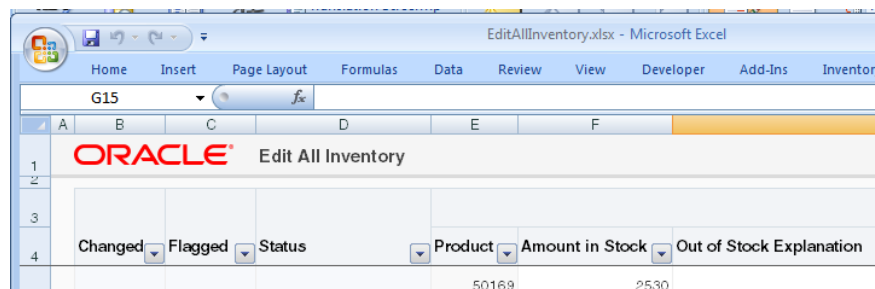 EditAllInventory.xlsx - Microsoft Excel
Home Insert Page Layout Formulas Data Review View Developer Add-Ins Inventor
G15 fx
A B C D E F
1 ORACLE Edit All Inventory
2
3
4 Changed Flagged Status Product Amount in Stock Out of Stock Explanation
50169 2530